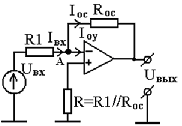 Iос Rос
R1 Iвх Iоу
A
Uвх
Uвых
R=R1//Rос